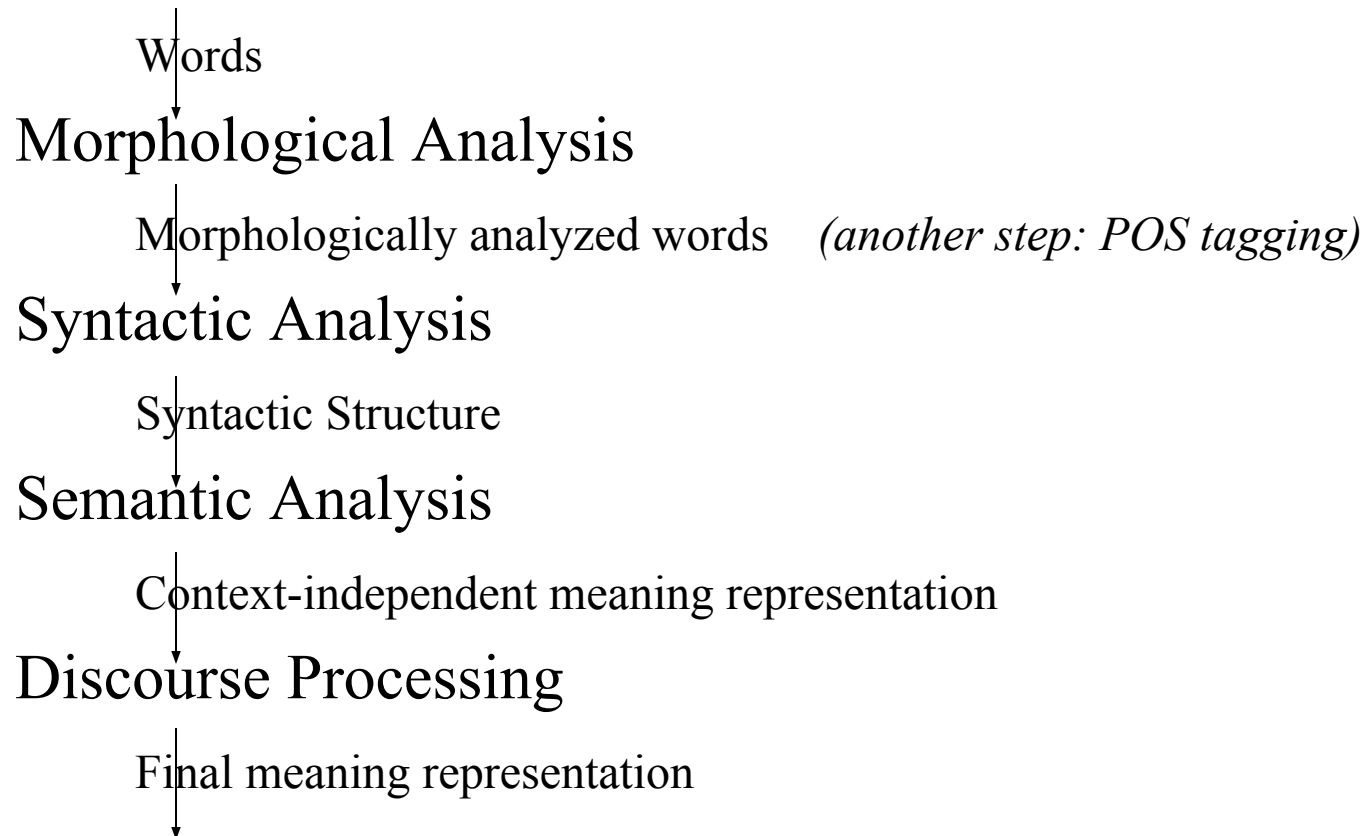 Words
Morphological Analysis
Morphologically analyzed words (another step: POS tagging)
Syntactic Analysis
Syntactic Structure
Semantic Analysis
Context-independent meaning representation
Discourse Processing
Final meaning representation